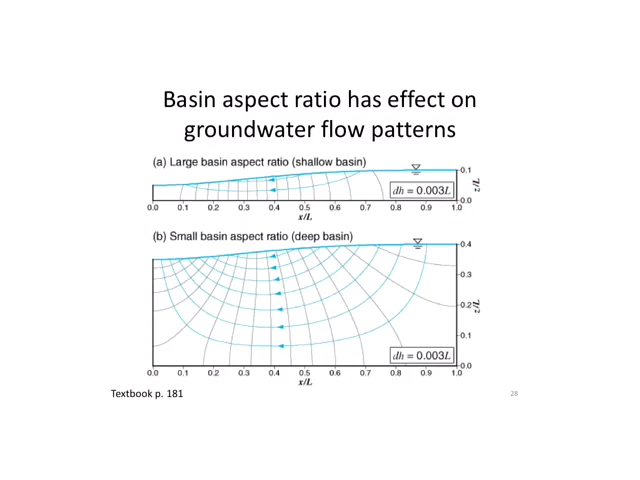 Basin aspect ratio has effect on
groundwater flow patterns
(a) Large basin aspect ratio (shallow basin)
0.1
z/L
dh = 0.003L
0.0
0.0 0.1 0.2 0.3 0.4 0.5 0.6 0.7 0.8 0.9 1.0
x/L
(b) Small basin aspect ratio (deep basin)
0.4
0.3
0.2
z/L
0.1
dh = 0.003L
0.0
0.0 0.1 0.2 0.3 0.4 0.5 0.6 0.7 0.8 0.9 1.0
x/L
Textbook p. 181
28